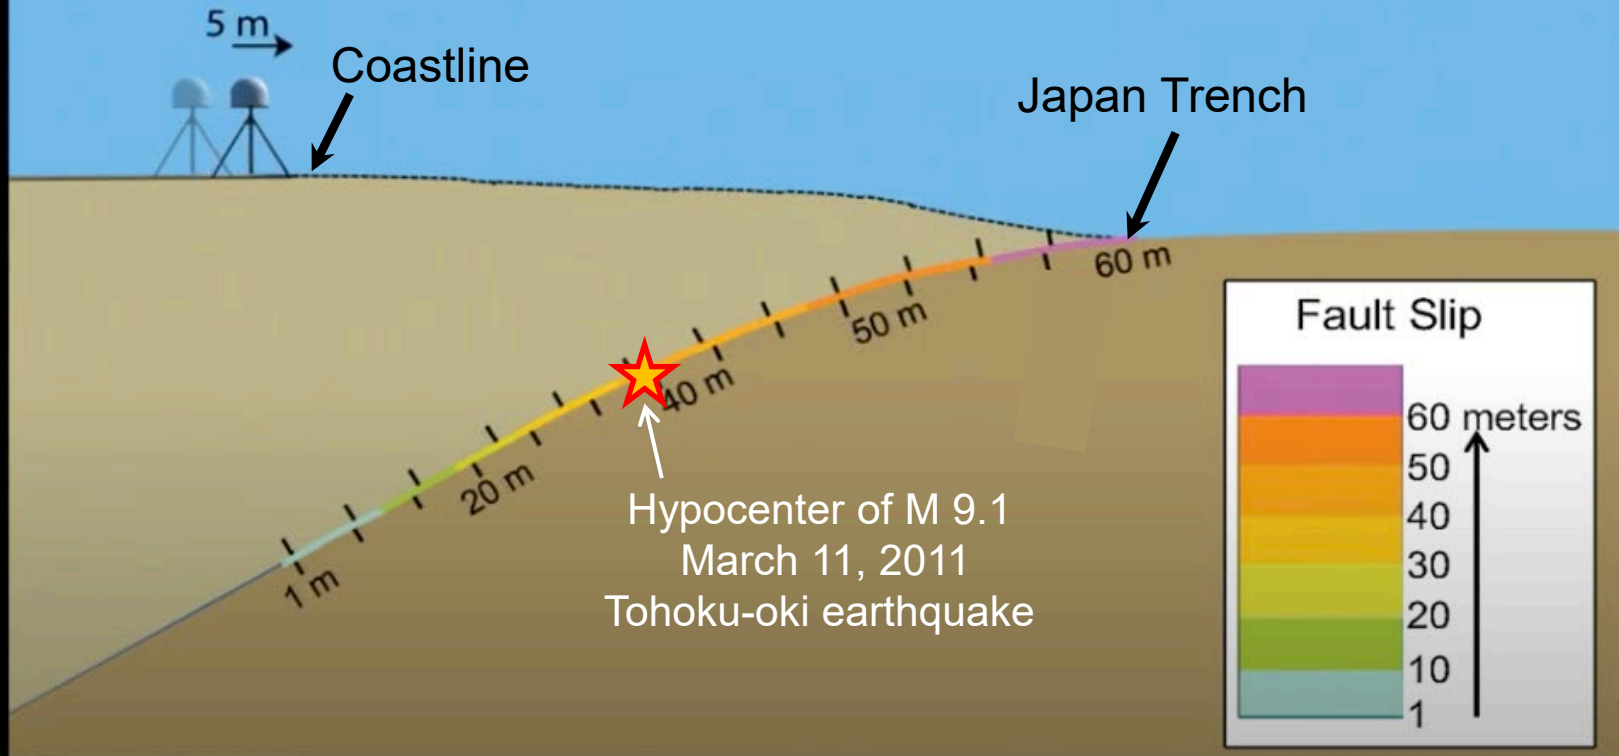 5 m
Coastline
Japan Trench
60 m
50 m
40 m
20 m
1 m
Hypocenter of M 9.1
March 11, 2011
Tohoku-oki earthquake
Fault Slip
60 meters
50
40
30
20
10
1